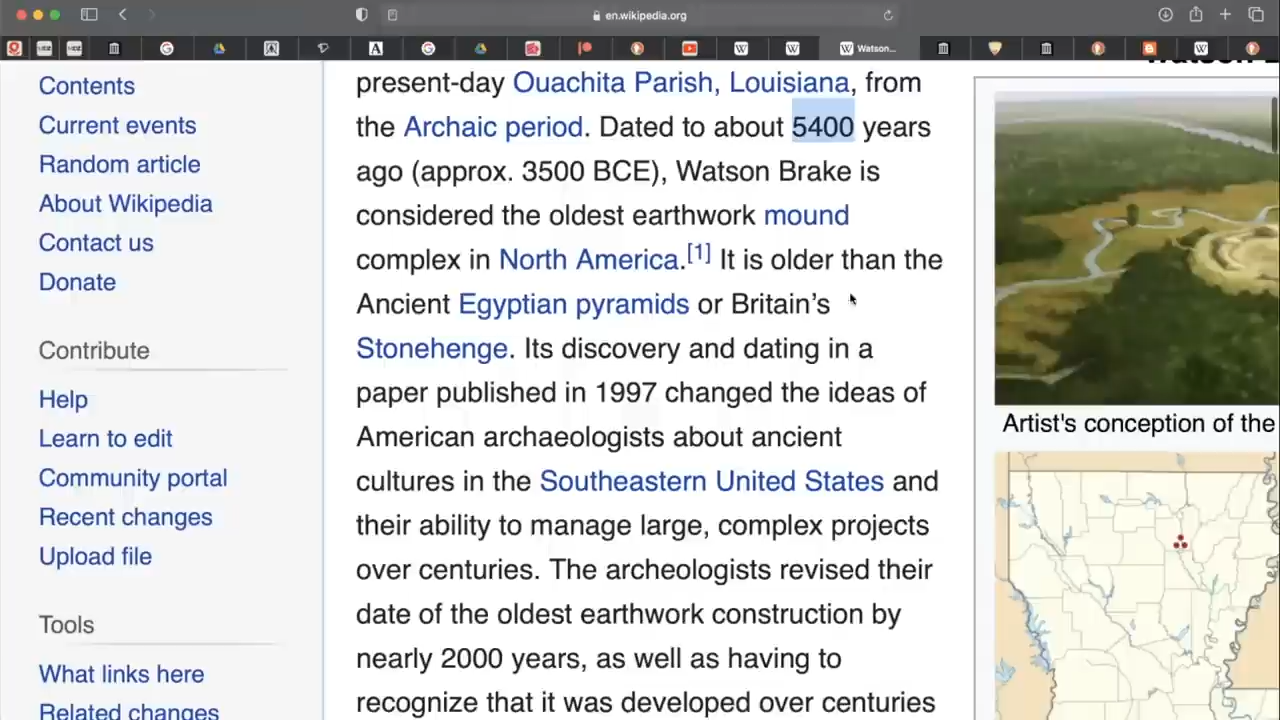 en.wikipedia.org
Watson...
Contents
Current events
Random article
About Wikipedia
Contact us
Donate
Contribute
Help
Learn to edit
Community portal
Recent changes
Upload file
Tools
What links here
Related changes
present-day Ouachita Parish, Louisiana, from
the Archaic period. Dated to about 5400 years
ago (approx. 3500 BCE), Watson Brake is
considered the oldest earthwork mound
complex in North America.[1] It is older than the
Ancient Egyptian pyramids or Britain’s
Stonehenge. Its discovery and dating in a
paper published in 1997 changed the ideas of
American archaeologists about ancient
cultures in the Southeastern United States and
their ability to manage large, complex projects
over centuries. The archeologists revised their
date of the oldest earthwork construction by
nearly 2000 years, as well as having to
recognize that it was developed over centuries
Artist's conception of the